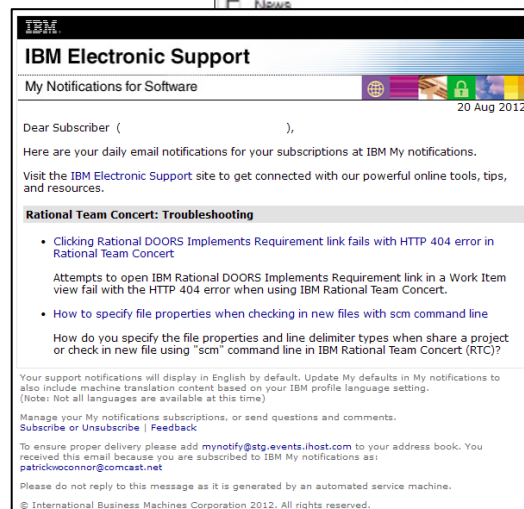 News
IBM.
IBM Electronic Support
My Notifications for Software
20 Aug 2012
Dear Subscriber ( ),
Here are your daily email notifications for your subscriptions at IBM My notifications.
Visit the IBM Electronic Support site to get connected with our powerful online tools, tips,
and resources.
Rational Team Concert: Troubleshooting
• Clicking Rational DOORS Implements Requirement link fails with HTTP 404 error in
Rational Team Concert
Attempts to open IBM Rational DOORS Implements Requirement link in a Work Item
view fail with the HTTP 404 error when using IBM Rational Team Concert.
• How to specify file properties when checking in new files with scm command line
How do you specify the file properties and line delimiter types when share a project
or check in new file using "scm" command line in IBM Rational Team Concert (RTC)?
Your support notifications will display in English by default. Update My defaults in My notifications to
also include machine translation content based on your IBM profile language setting.
(Note: Not all languages are available at this time)
Manage your My notifications subscriptions, or send questions and comments.
Subscribe or Unsubscribe | Feedback
To ensure proper delivery please add mynotify@stg.events.ihost.com to your address book. You
received this email because you are subscribed to IBM My notifications as:
patrickwoconnor@comcast.net
Please do not reply to this message as it is generated by an automated service machine.
© International Business Machines Corporation 2012. All rights reserved.